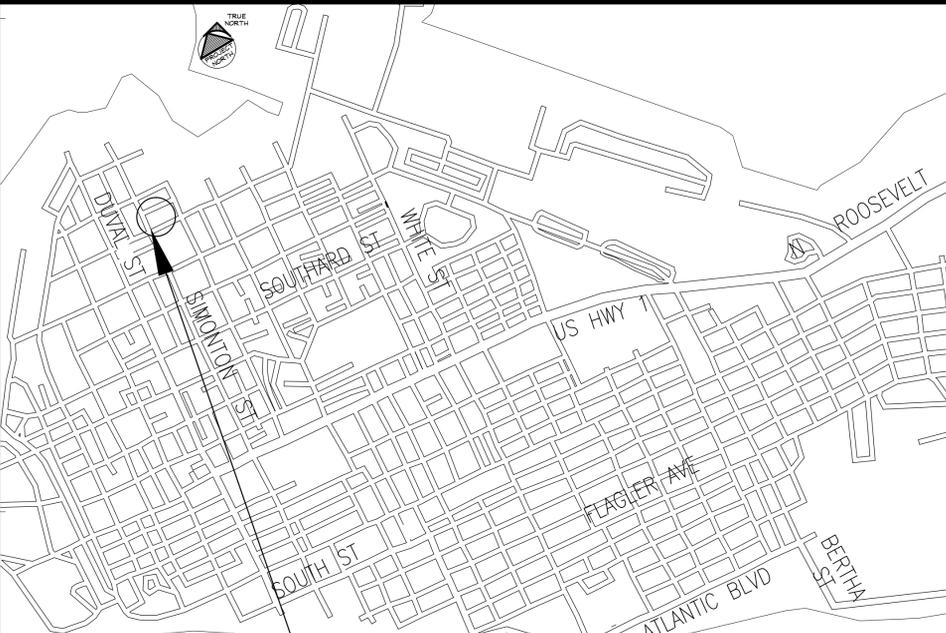 TRUE
NORTH
PROJECT
NORTH
DUVAL ST
WHITE ST
SOUTHARD ST
SIMONTON ST
N
ROOSEVELT
US HWY 1
FLAGLER AVE
SOUTH ST
ATLANTIC BLVD
BERTHA
ST